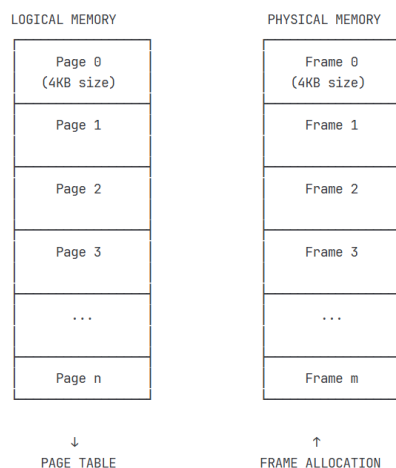 LOGICAL MEMORY PHYSICAL MEMORY
Page 0 Frame 0
(4KB size) (4KB size)
Page 1 Frame 1
Page 2 Frame 2
Page 3 Frame 3
... ...
Page n Frame m
↓ ↑
PAGE TABLE FRAME ALLOCATION